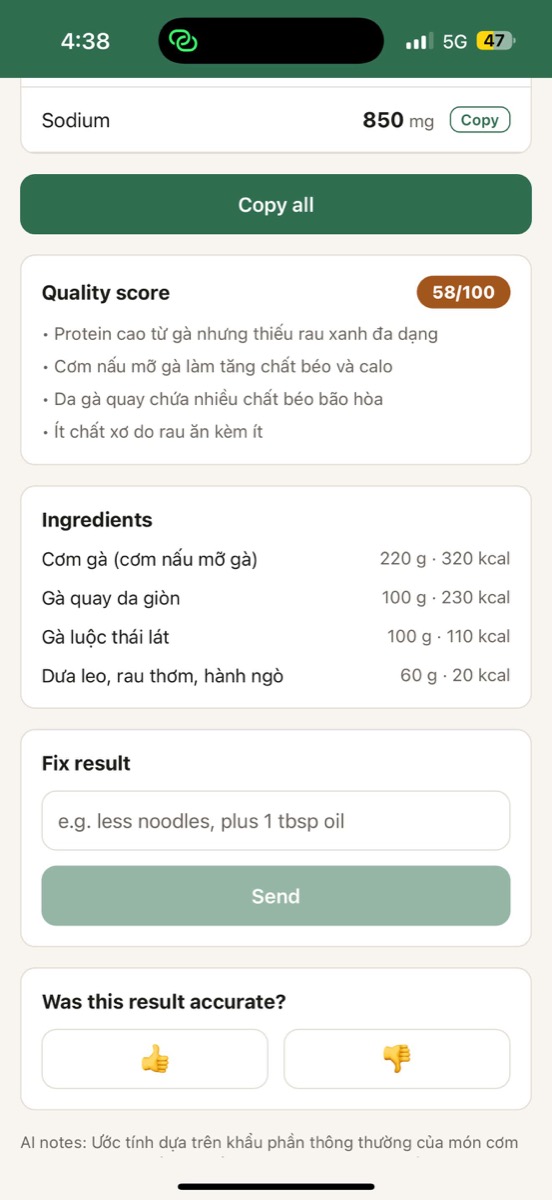 4:38
5G
47
Sodium
850 mg
Copy
Copy all
Quality score
58/100
• Protein cao từ gà nhưng thiếu rau xanh đa dạng
• Cơm nấu mỡ gà làm tăng chất béo và calo
• Da gà quay chứa nhiều chất béo bão hòa
• Ít chất xơ do rau ăn kèm ít
Ingredients
Cơm gà (cơm nấu mỡ gà)
220 g · 320 kcal
Gà quay da giòn
100 g · 230 kcal
Gà luộc thái lát
100 g · 110 kcal
Dưa leo, rau thơm, hành ngò
60 g · 20 kcal
Fix result
e.g. less noodles, plus 1 tbsp oil
Send
Was this result accurate?
AI notes: Ước tính dựa trên khẩu phần thông thường của món cơm